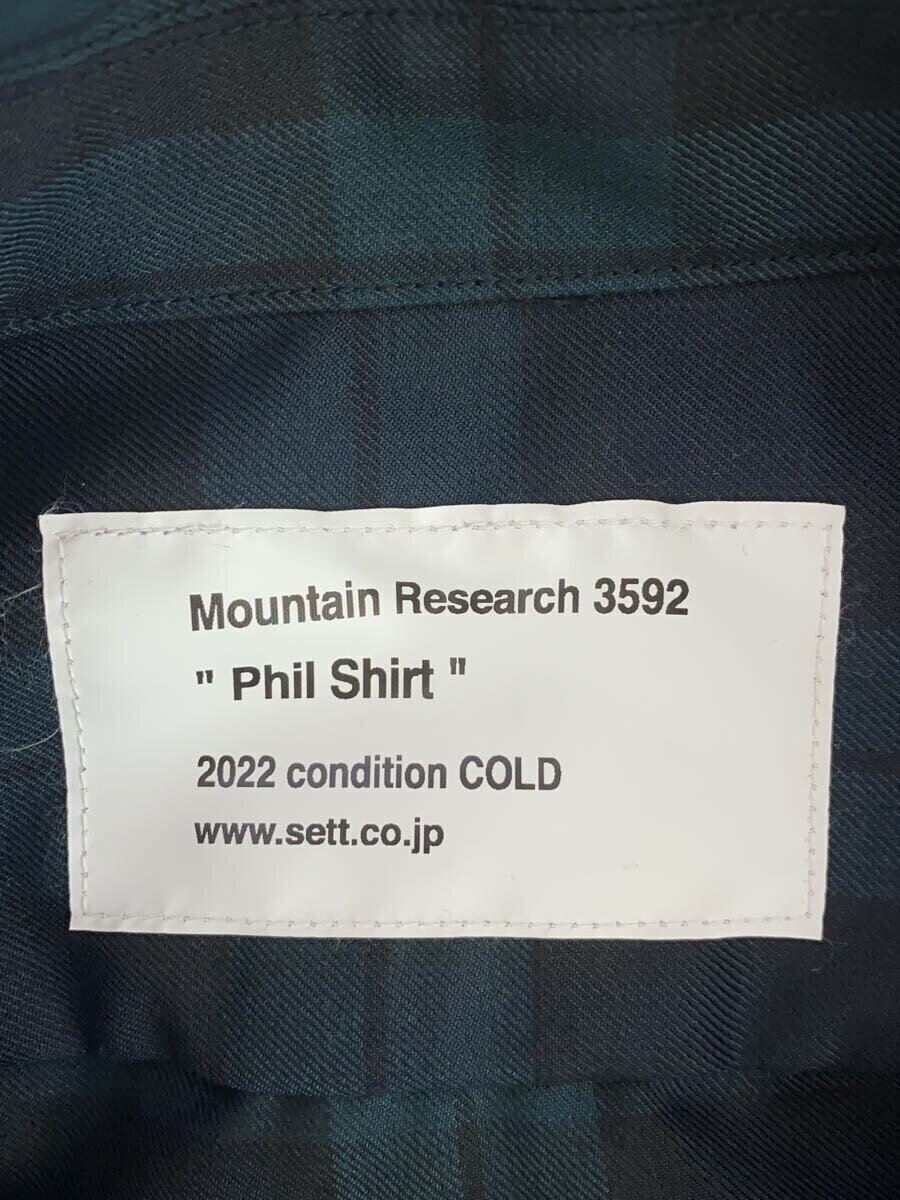 Mountain Research 3592
" Phil Shirt "
2022 condition COLD
www.sett.co.jp